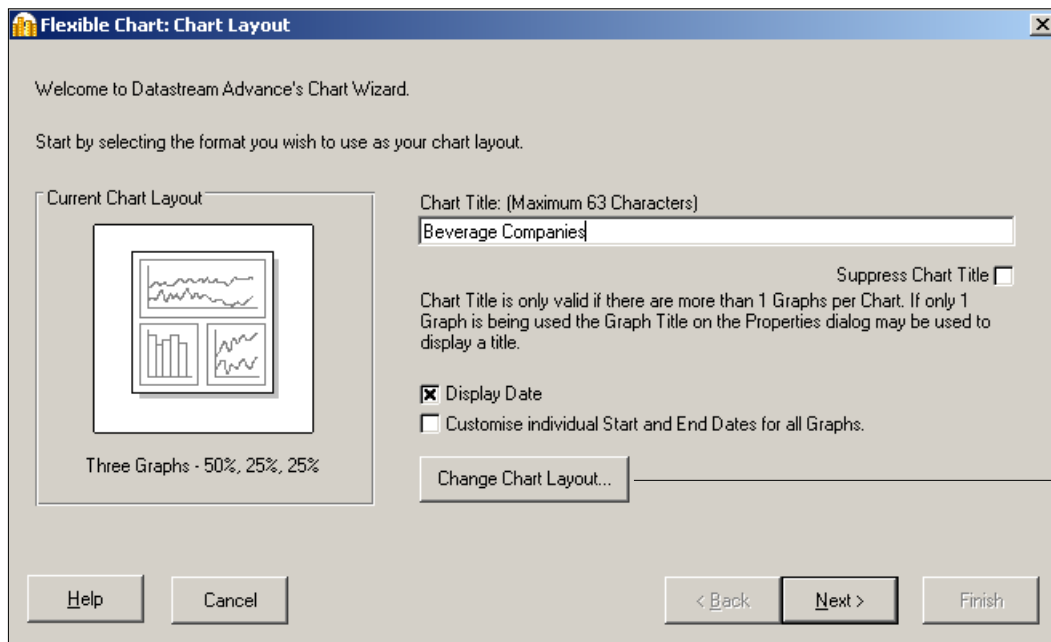 Flexible Chart: Chart Layout
Welcome to Datastream Advance's Chart Wizard.
Start by selecting the format you wish to use as your chart layout.
Current Chart Layout
Three Graphs - 50%, 25%, 25%
Chart Title: (Maximum 63 Characters)
Beverage Companies
Suppress Chart Title
Chart Title is only valid if there are more than 1 Graphs per Chart. If only 1
Graph is being used the Graph Title on the Properties dialog may be used to
display a title.
Display Date
Customise individual Start and End Dates for all Graphs.
Change Chart Layout...
Help
Cancel
< Back
Next >
Finish